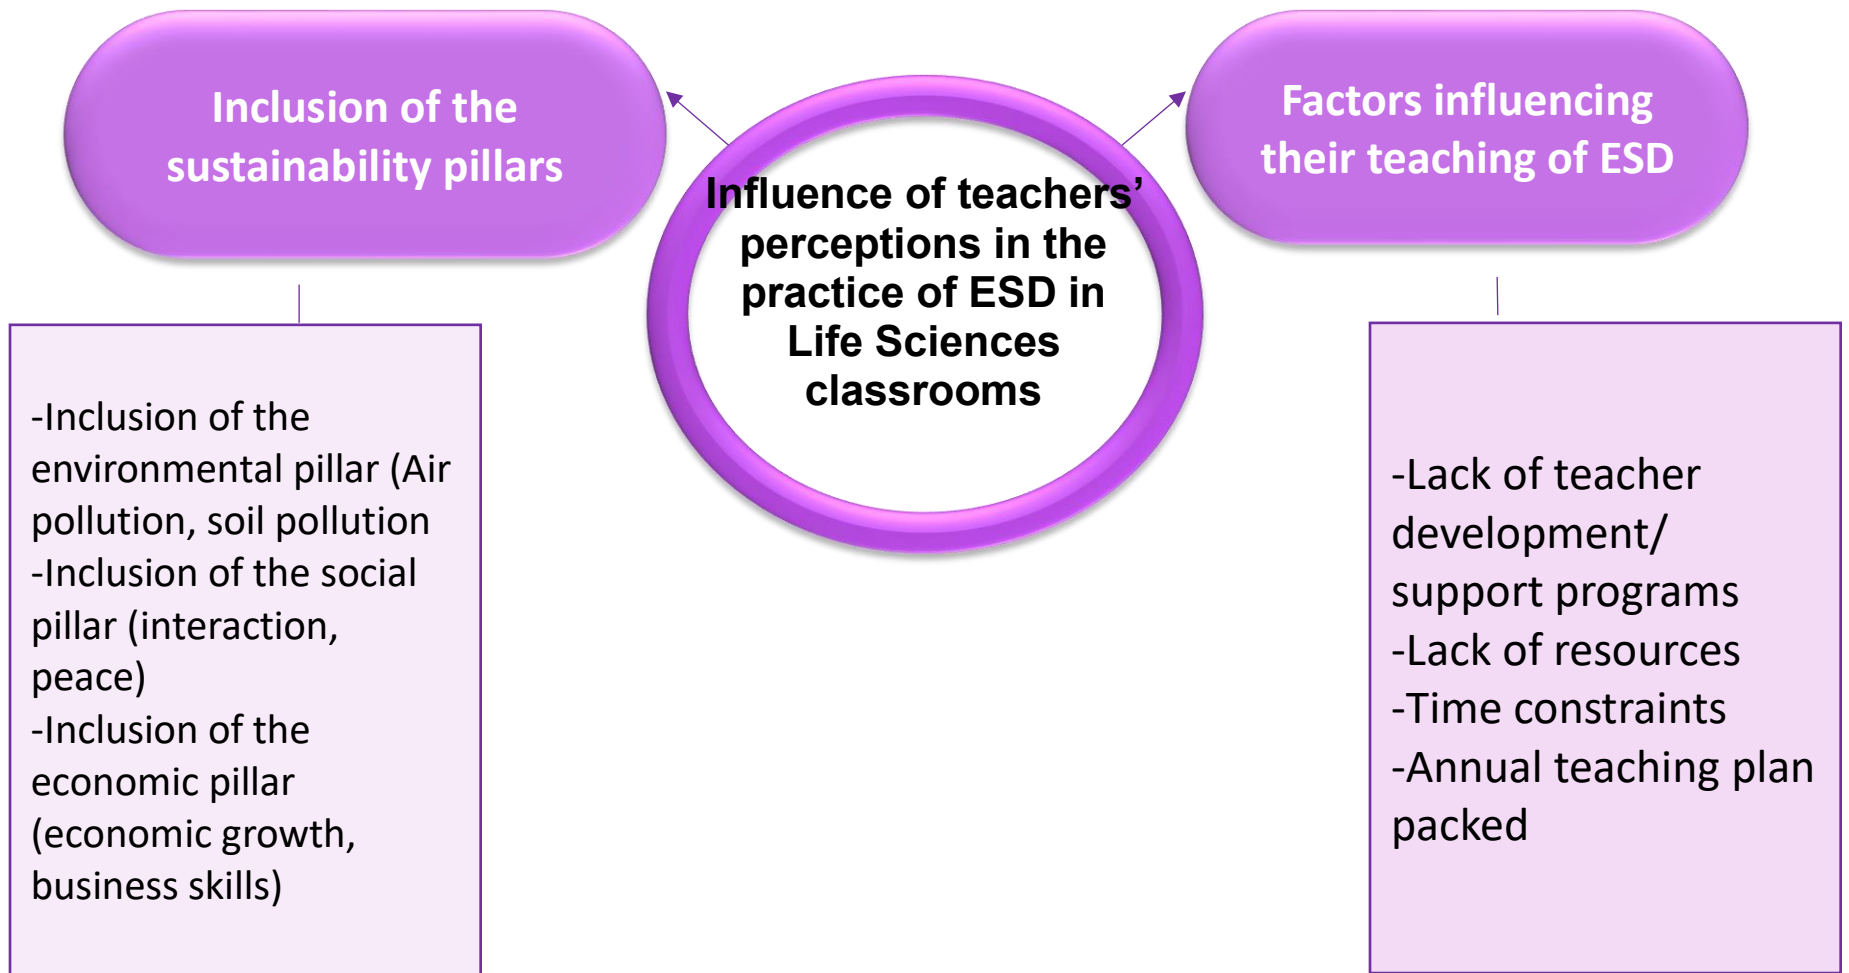 Inclusion of the
sustainability pillars
Influence of teachers’
perceptions in the
practice of ESD in
Life Sciences
classrooms
Factors influencing
their teaching of ESD
-Inclusion of the
environmental pillar (Air
pollution, soil pollution
-Inclusion of the social
pillar (interaction,
peace)
-Inclusion of the
economic pillar
(economic growth,
business skills)
-Lack of teacher
development/
support programs
-Lack of resources
-Time constraints
-Annual teaching plan
packed